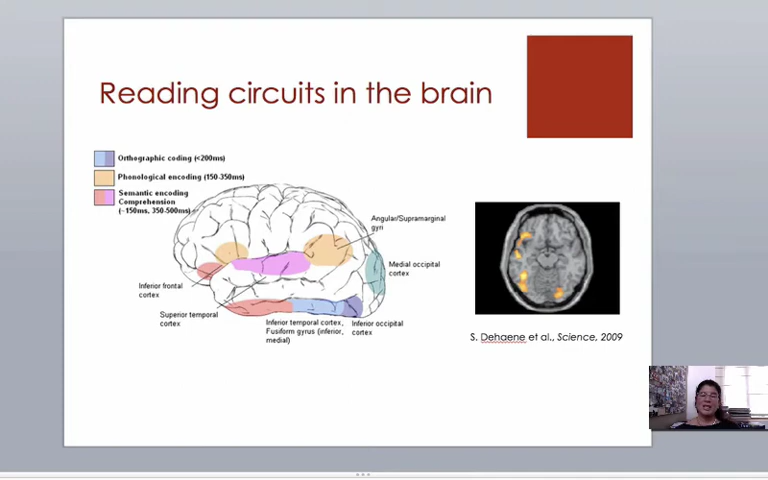 Reading circuits in the brain
Orthographic coding (<200ms)
Phonological encoding (150-350ms)
Semantic encoding
Comprehension
(~150ms, 350-500ms)
Angular/Supramarginal
gyri
Medial occipital
cortex
Inferior frontal
cortex
Superior temporal
cortex
Inferior temporal cortex,
Fusiform gyrus (inferior,
medial)
Inferior occipital
cortex
S. Dehaene et al., Science, 2009